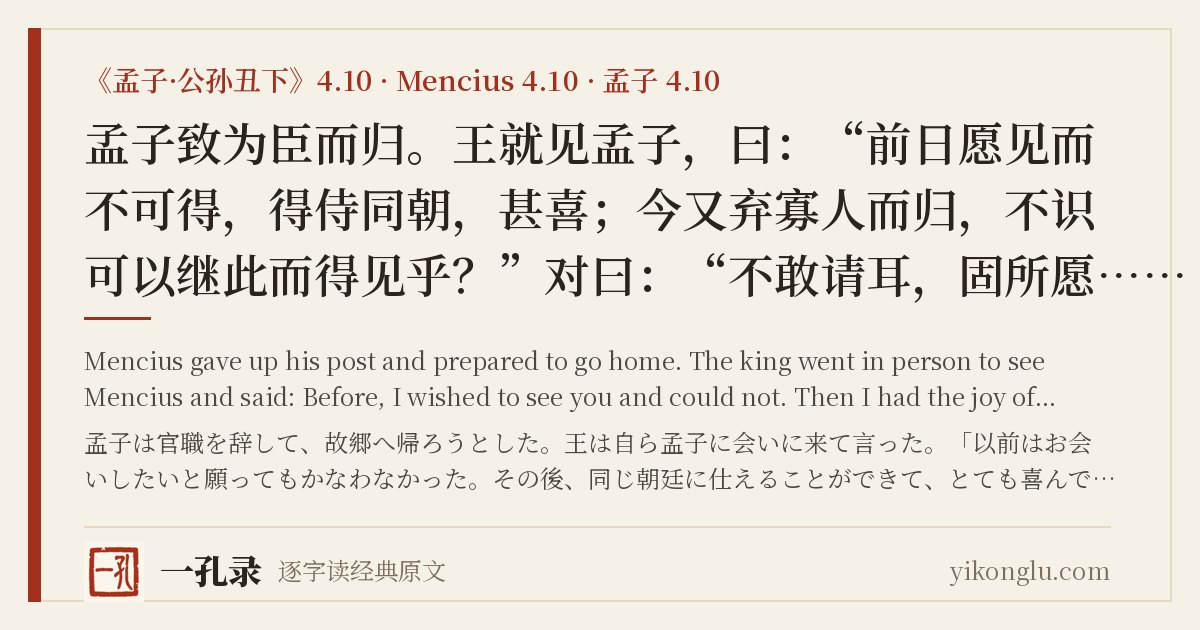 《孟子·公孙丑下》4.10 · Mencius 4.10 · 孟子 4.10
孟子致为臣而归。王就见孟子，曰：“前日愿见而
不可得，得侍同朝，甚喜；今又弃寡人而归，不识
可以继此而得见乎？”对曰：“不敢请耳，固所愿……
Mencius gave up his post and prepared to go home. The king went in person to see
Mencius and said: Before, I wished to see you and could not. Then I had the joy of...
孟子は官職を辞して、故郷へ帰ろうとした。王は自ら孟子に会いに来て言った。「以前はお会
いしたいと願ってもかなわなかった。その後、同じ朝廷に仕えることができて、とても喜んで…
一孔
一孔录 逐字读经典原文
yikonglu.com